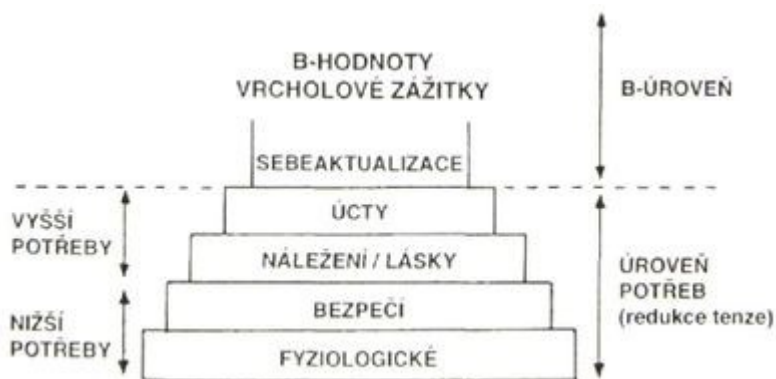 B-HODNOTY
VRCHOLOVÉ ZÁŽITKY
B-ÚROVEŇ
SEBEAKTUALIZACE
ÚCTY
VYŠŠÍ
POTŘEBY
NÁLEŽENÍ / LÁSKY
ÚROVEŇ
POTŘEB
(redukce tenze)
BEZPEČÍ
NIŽŠÍ
POTŘEBY
FYZIOLOGICKÉ